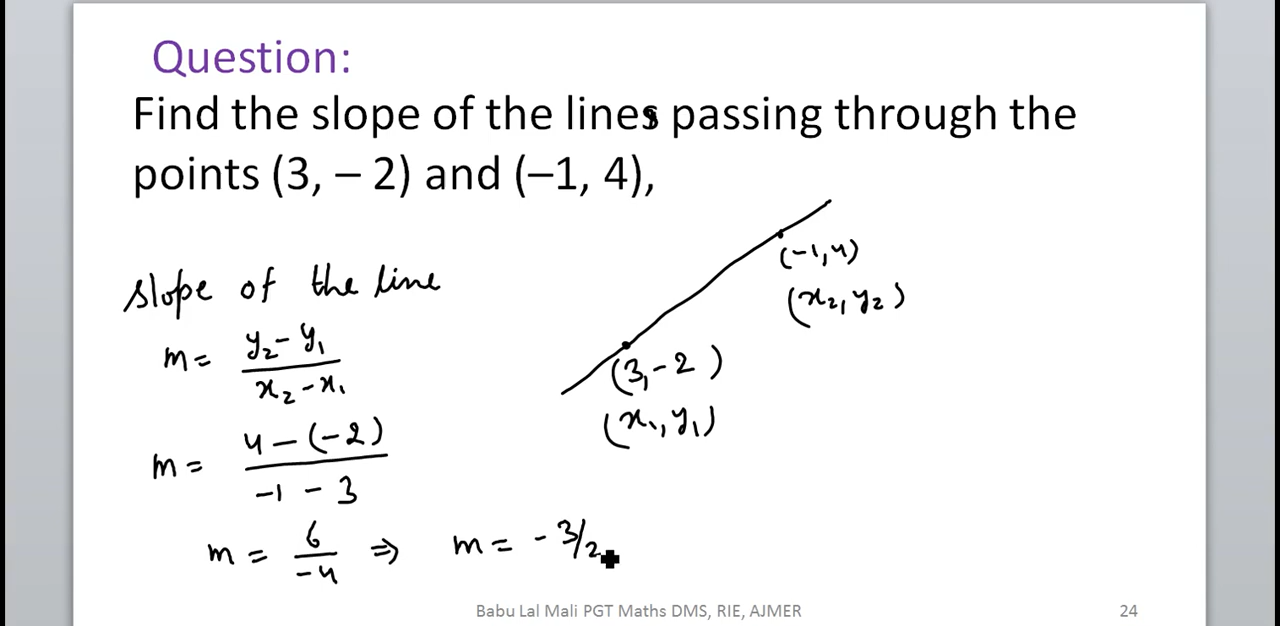 Question:
Find the slope of the lines passing through the
points (3, – 2) and (–1, 4),
slope of the line
m = y₂ - y₁ / x₂ - x₁
m = 4 - (-2) / -1 - 3
m = 6 / -4 ⇒ m = - 3/2
(-1, 4)
(x₂, y₂)
(3, -2)
(x₁, y₁)
Babu Lal Mali PGT Maths DMS, RIE, AJMER
24